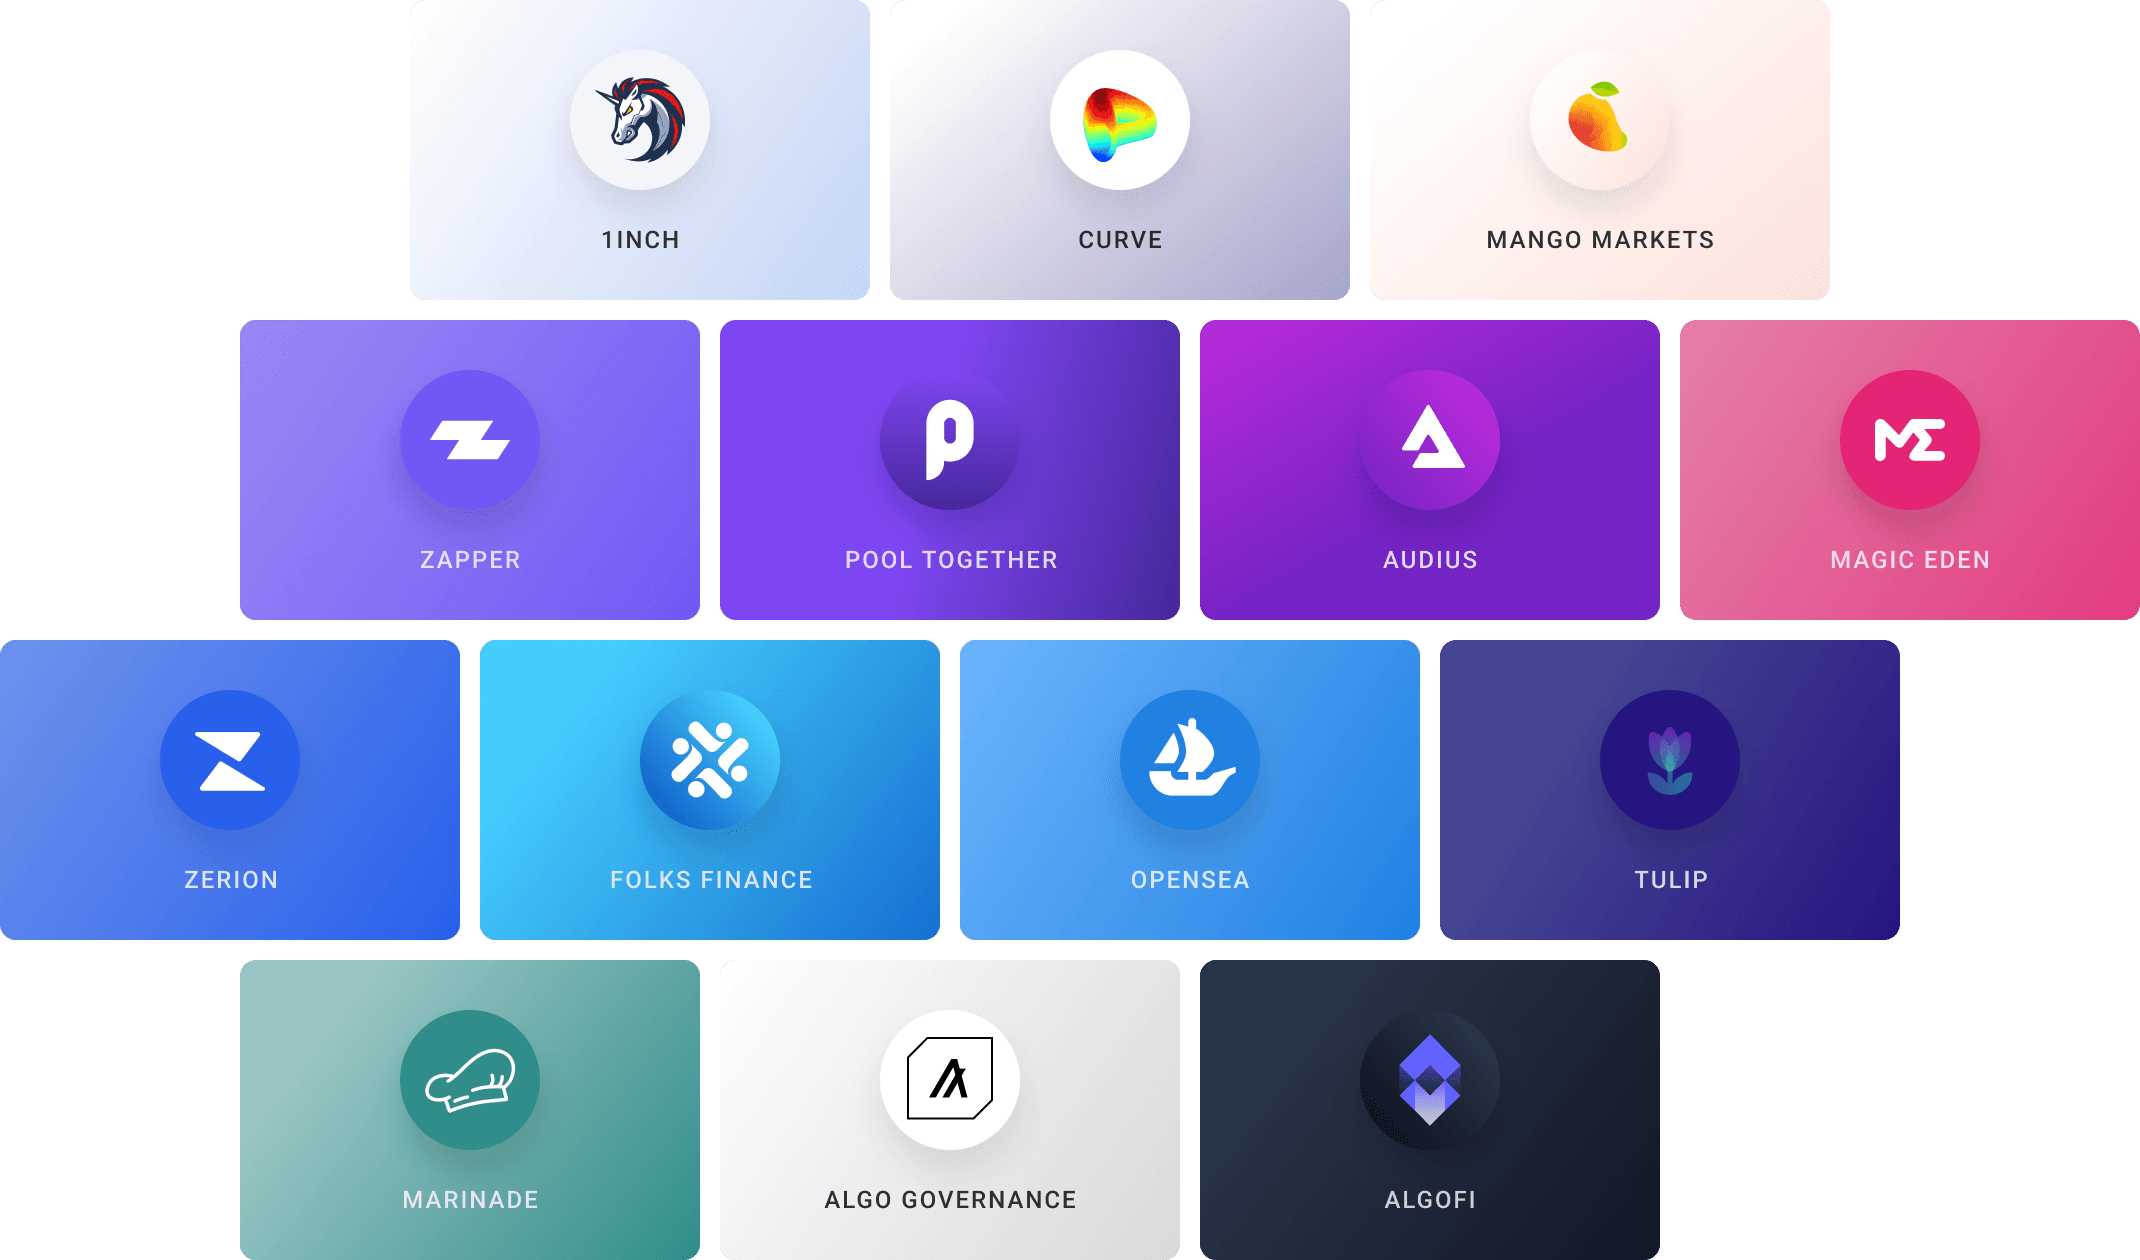 1INCH
CURVE
MANGO MARKETS
ZAPPER
POOL TOGETHER
AUDIUS
MAGIC EDEN
ZERION
FOLKS FINANCE
OPENSEA
TULIP
MARINADE
ALGO GOVERNANCE
ALGOFI